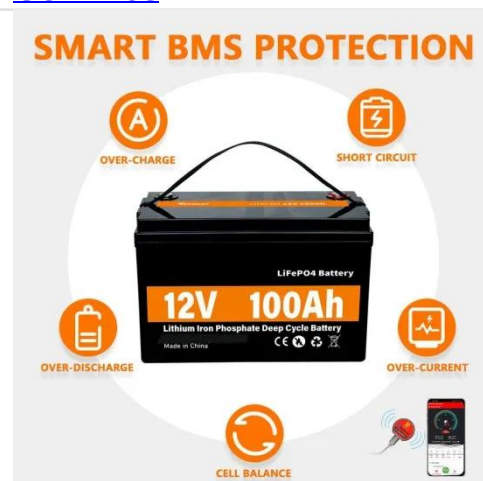 SMART BMS PROTECTION
A
OVER-CHARGE
SHORT CIRCUIT
LiFePO4 Battery
12V 100Ah
Lithium Iron Phosphate Deep Cycle Battery
Made in China
CE
OVER-DISCHARGE
OVER-CURRENT
CELL BALANCE